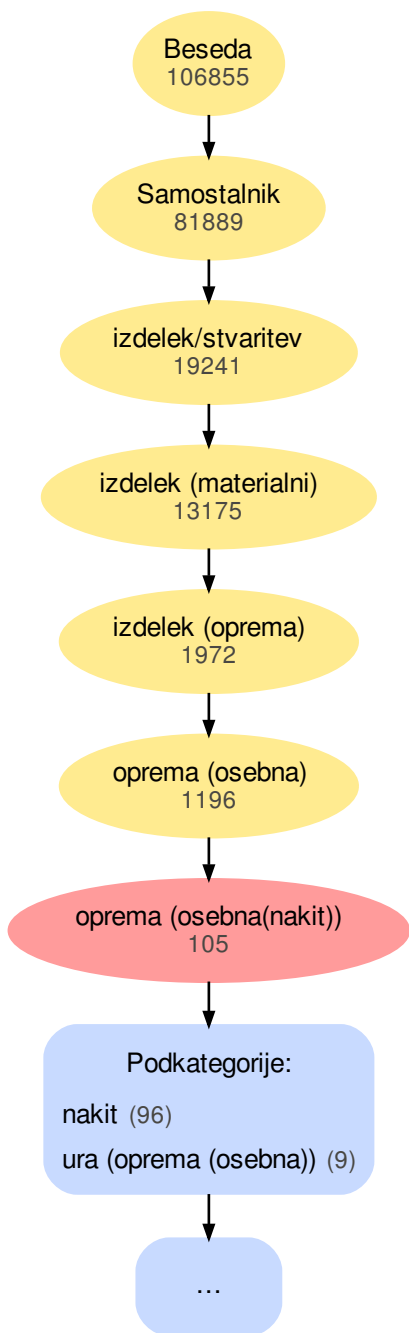 Beseda
106855
Samostalnik
81889
izdelek/stvaritev
19241
izdelek (materialni)
13175
izdelek (oprema)
1972
oprema (osebna)
1196
oprema (osebna(nakit))
105
Podkategorije:
nakit (96)
ura (oprema (osebna)) (9)
...